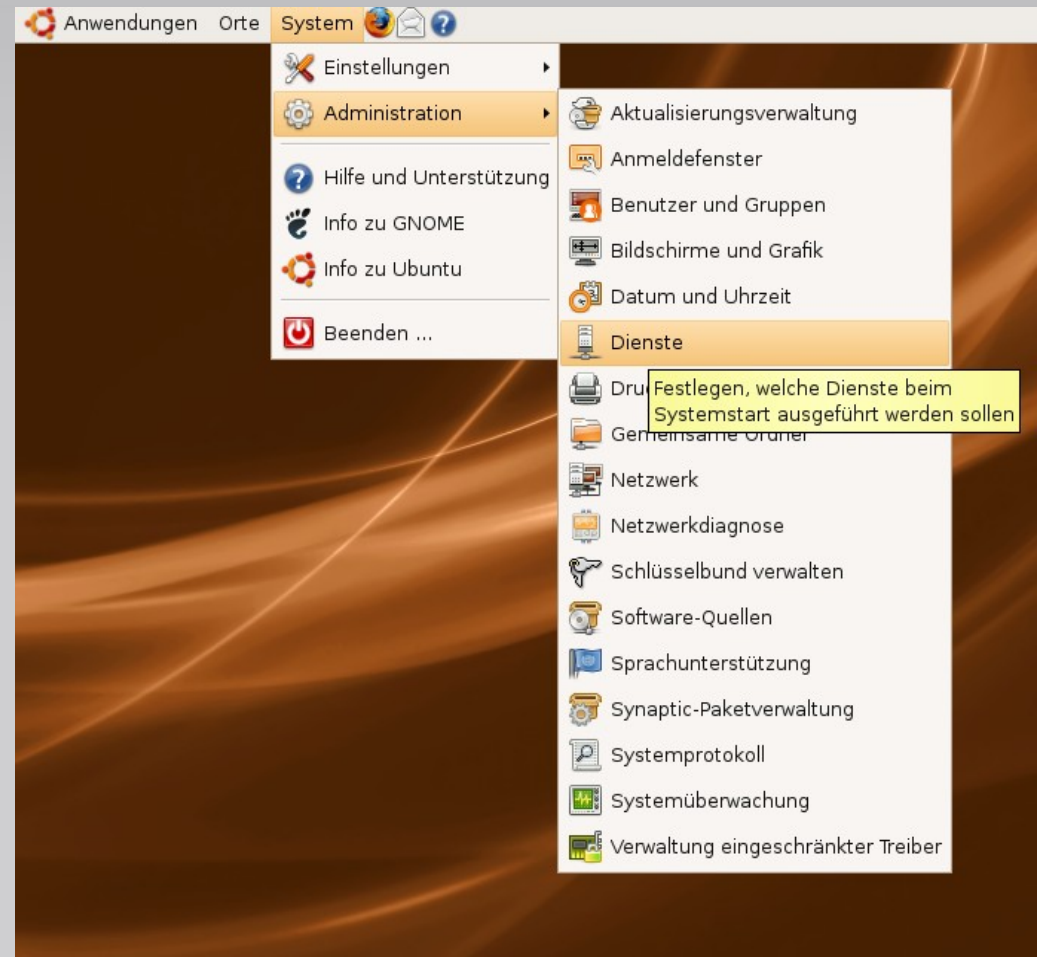 Anwendungen Orte System
Einstellungen
Administration
Hilfe und Unterstützung
Info zu GNOME
Info zu Ubuntu
Beenden ...
Aktualisierungsverwaltung
Anmeldefenster
Benutzer und Gruppen
Bildschirme und Grafik
Datum und Uhrzeit
Dienste
Festlegen, welche Dienste beim
Systemstart ausgeführt werden sollen
Gemeinsame Ordner
Netzwerk
Netzwerkdiagnose
Schlüsselbund verwalten
Software-Quellen
Sprachunterstützung
Synaptic-Paketverwaltung
Systemprotokoll
Systemüberwachung
Verwaltung eingeschränkter Treiber